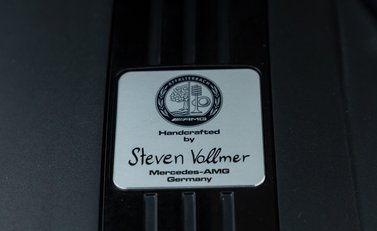 AFFALTERBACH
AMG
Handcrafted
by
Steven Vollmer
Mercedes-AMG
Germany